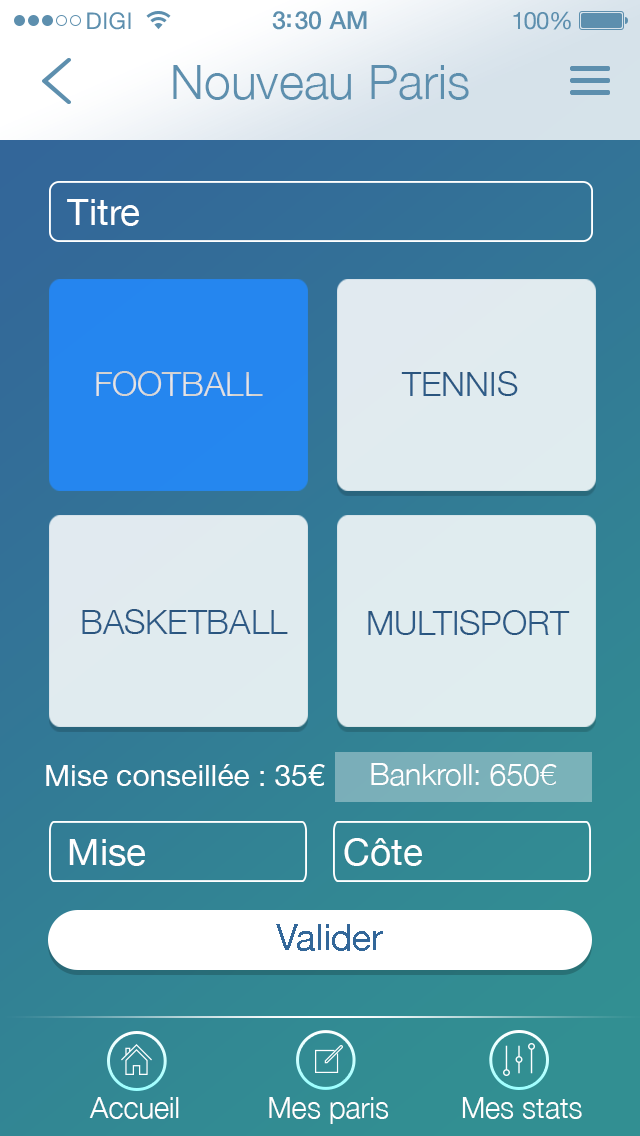 DIGI 3:30 AM 100%
Nouveau Paris
Titre
FOOTBALL
TENNIS
BASKETBALL
MULTISPORT
Mise conseillée : 35€
Bankroll: 650€
Mise
Côte
Valider
Accueil
Mes paris
Mes stats